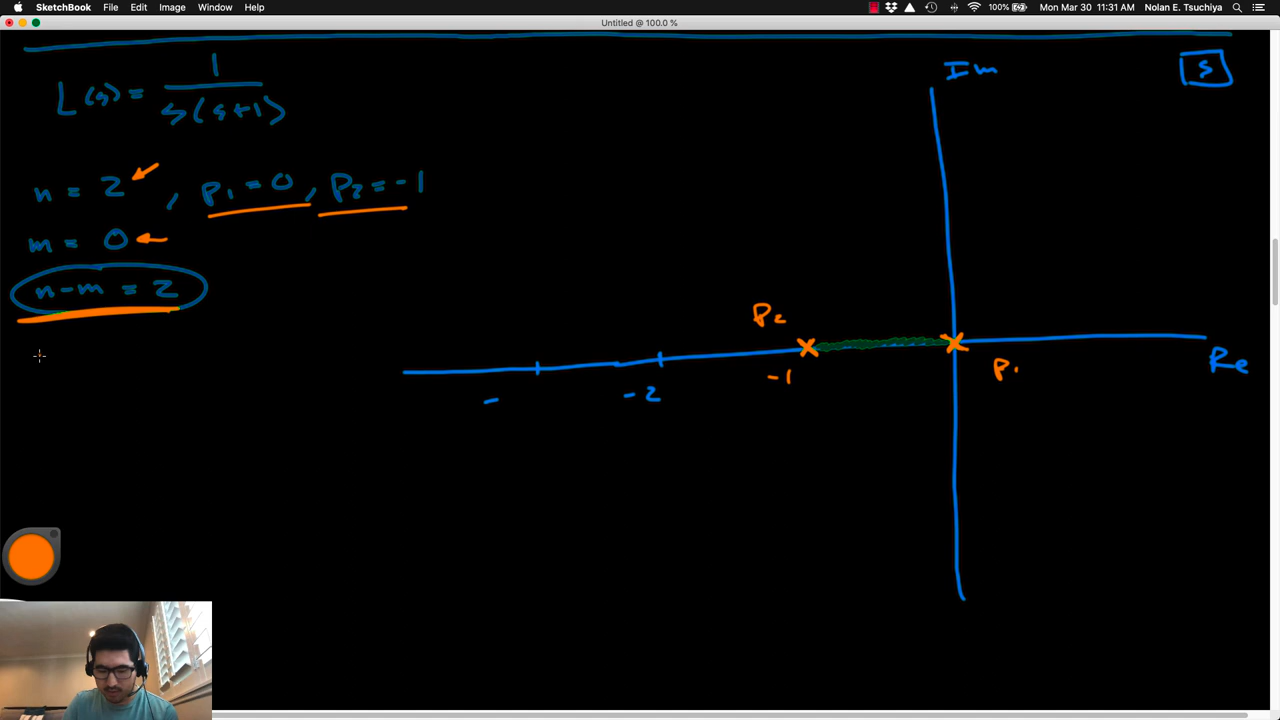 SketchBook File Edit Image Window Help 100% Mon Mar 30 11:31 AM Nolan E. Tsuchiya
Untitled @ 100.0 %
L(s) = 1 / s(s+1)
n = 2 , p1 = 0 , p2 = -1
m = 0
n-m = 2
Im
S
P2
-1
-2
-
P1
Re